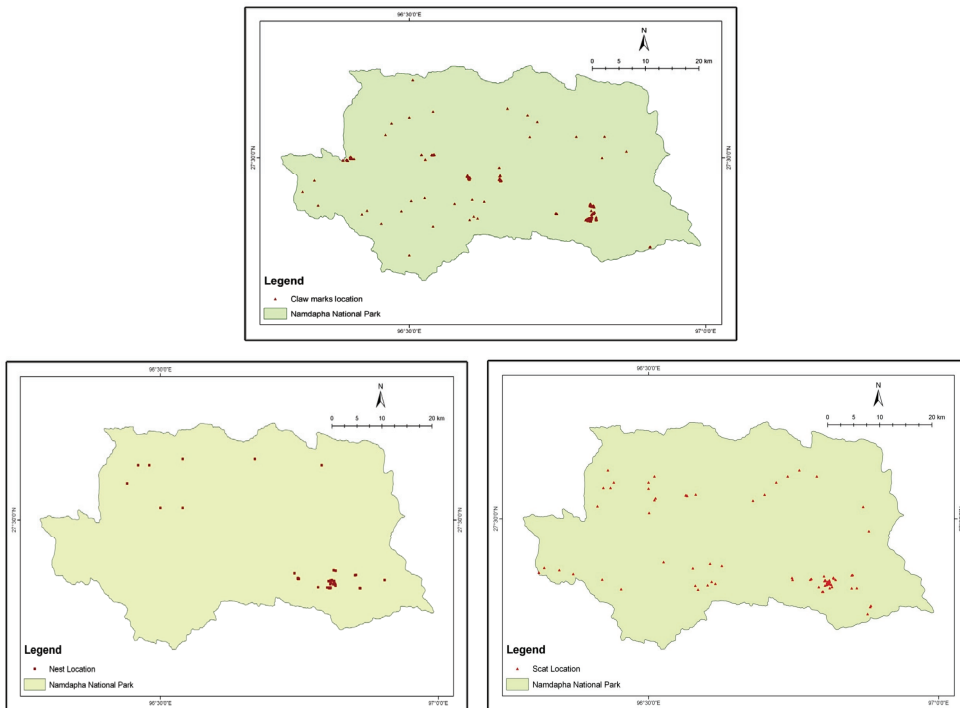 96°30'0"E
N
0 5 10 20 km
27°30'0"N
27°30'0"N
Legend
Claw marks location
Namdapha National Park
96°30'0"E
97°0'0"E
96°30'0"E
N
0 5 10 20 km
27°30'0"N
27°30'0"N
Legend
Nest Location
Namdapha National Park
96°30'0"E
97°0'0"E
96°30'0"E
N
0 5 10 20 km
27°30'0"N
27°30'0"N
Legend
Scat Location
Namdapha National Park
96°30'0"E
97°0'0"E